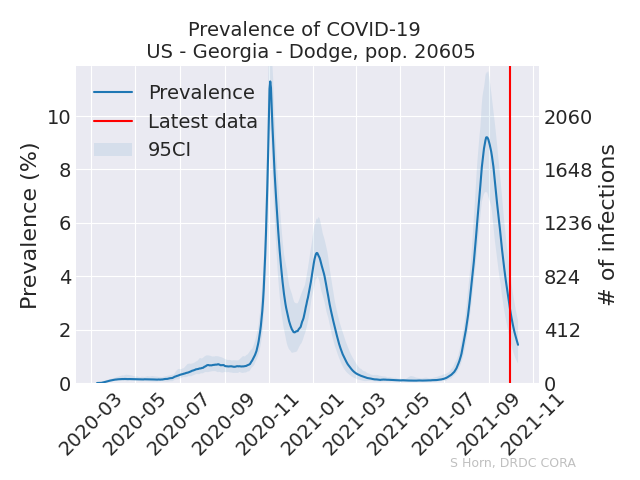 Prevalence of COVID-19
US - Georgia - Dodge, pop. 20605
Prevalence
Latest data
95CI
Prevalence (%)
10
8
6
4
2
0
2060
1648
1236
824
412
0
# of infections
2020-03
2020-05
2020-07
2020-09
2020-11
2021-01
2021-03
2021-05
2021-07
2021-09
2021-11
S Horn, DRDC CORA